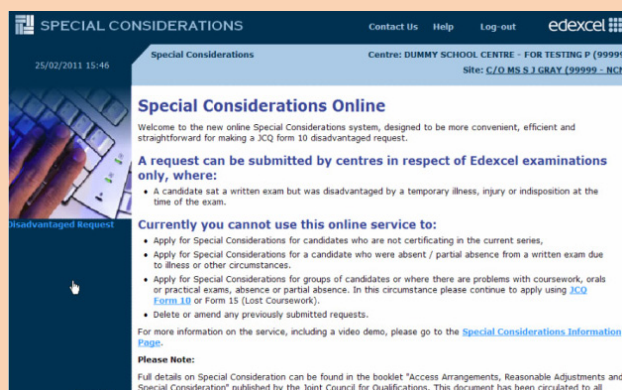 SPECIAL CONSIDERATIONS
Contact Us Help Log-out edexcel
25/02/2011 15:46
Special Considerations
Centre: DUMMY SCHOOL CENTRE - FOR TESTING P (99999
Site: C/O MS S J GRAY (99999 - NCN
Special Considerations Online
Welcome to the new online Special Considerations system, designed to be more convenient, efficient and
straightforward for making a JCQ form 10 disadvantaged request.
A request can be submitted by centres in respect of Edexcel examinations
only, where:
• A candidate sat a written exam but was disadvantaged by a temporary illness, injury or indisposition at the
time of the exam.
Disadvantaged Request
Currently you cannot use this online service to:
• Apply for Special Considerations for candidates who are not certificating in the current series,
• Apply for Special Considerations for a candidate who were absent / partial absence from a written exam due
to illness or other circumstances.
• Apply for Special Considerations for groups of candidates or where there are problems with coursework, orals
or practical exams, absence or partial absence. In this circumstance please continue to apply using JCQ
Form 10 or Form 15 (Lost Coursework).
• Delete or amend any previously submitted requests.
For more information on the service, including a video demo, please go to the Special Considerations Information
Page.
Please Note:
Full details on Special Consideration can be found in the booklet "Access Arrangements, Reasonable Adjustments and
Special Consideration" published by the Joint Council for Qualifications. This document has been circulated to all